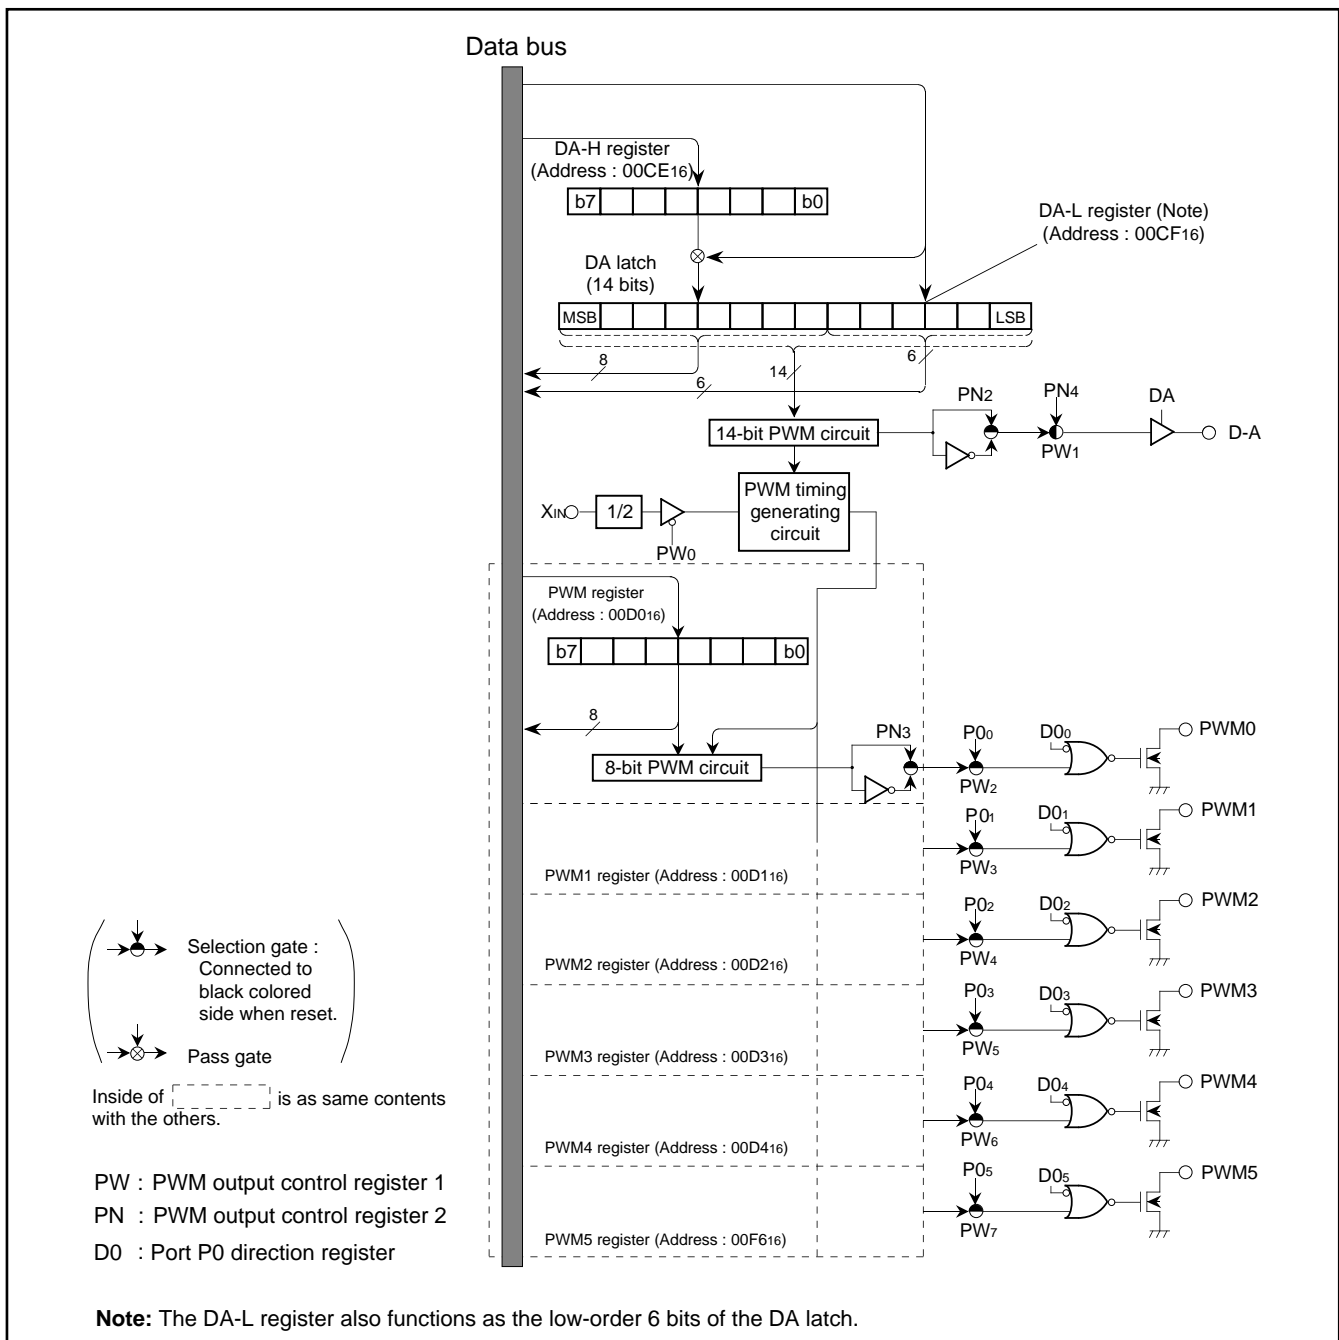 Data bus
DA-H register
(Address : 00CE16)
b7 b0
DA-L register (Note)
(Address : 00CF16)
DA latch
(14 bits)
MSB LSB
8
14
6
6
PN2 PN4 DA
14-bit PWM circuit
D-A
PW1
XIN 1/2
PWM timing
generating
circuit
PW0
PWM register
(Address : 00D016)
b7 b0
8
PN3
8-bit PWM circuit
P00 D00 PWM0
PW2
P01 D01 PWM1
PW3
PWM1 register (Address : 00D116)
P02 D02 PWM2
PW4
PWM2 register (Address : 00D216)
P03 D03 PWM3
PW5
PWM3 register (Address : 00D316)
P04 D04 PWM4
PW6
PWM4 register (Address : 00D416)
P05 D05 PWM5
PW7
PWM5 register (Address : 00F616)
Selection gate :
Connected to
black colored
side when reset.
Pass gate
Inside of is as same contents
with the others.
PW : PWM output control register 1
PN : PWM output control register 2
D0 : Port P0 direction register
Note: The DA-L register also functions as the low-order 6 bits of the DA latch.